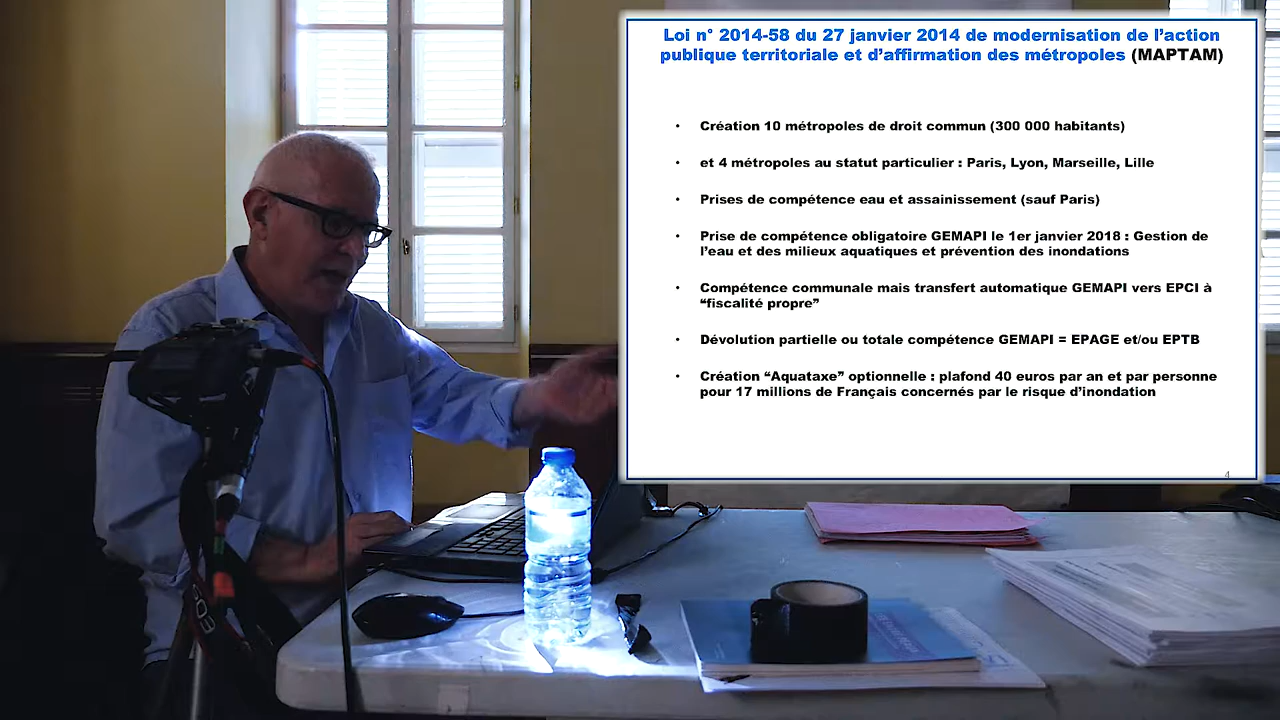 Loi n° 2014-58 du 27 janvier 2014 de modernisation de l’action
publique territoriale et d’affirmation des métropoles (MAPTAM)
• Création 10 métropoles de droit commun (300 000 habitants)
• et 4 métropoles au statut particulier : Paris, Lyon, Marseille, Lille
• Prises de compétence eau et assainissement (sauf Paris)
• Prise de compétence obligatoire GEMAPI le 1er janvier 2018 : Gestion de
l’eau et des milieux aquatiques et prévention des inondations
• Compétence communale mais transfert automatique GEMAPI vers EPCI à
“fiscalité propre”
• Dévolution partielle ou totale compétence GEMAPI = EPAGE et/ou EPTB
• Création “Aquataxe” optionnelle : plafond 40 euros par an et par personne
pour 17 millions de Français concernés par le risque d’inondation
4